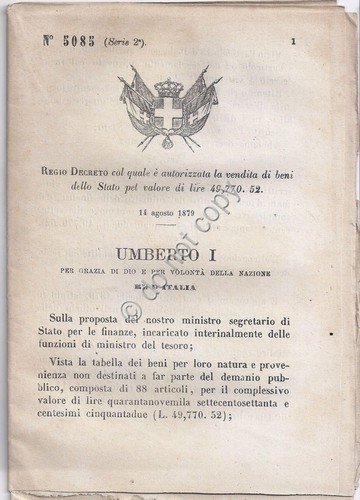 N° 5085 (Serie 2ª). 1
REGIO DECRETO col quale è autorizzata la vendita di beni
dello Stato pel valore di lire 49,770. 52.
14 agosto 1879
UMBERTO I
PER GRAZIA DI DIO E PER VOLONTÀ DELLA NAZIONE
RE D'ITALIA
Sulla proposta del nostro ministro segretario di
Stato per le finanze, incaricato interinalmente delle
funzioni di ministro del tesoro;
Vista la tabella dei beni per loro natura e prove-
nienza non destinati a far parte del demanio pub-
blico, composta di 88 articoli, per il complessivo
valore di lire quarantanovemila settecentosettanta e
centesimi cinquantadue (L. 49,770. 52);
do not copy